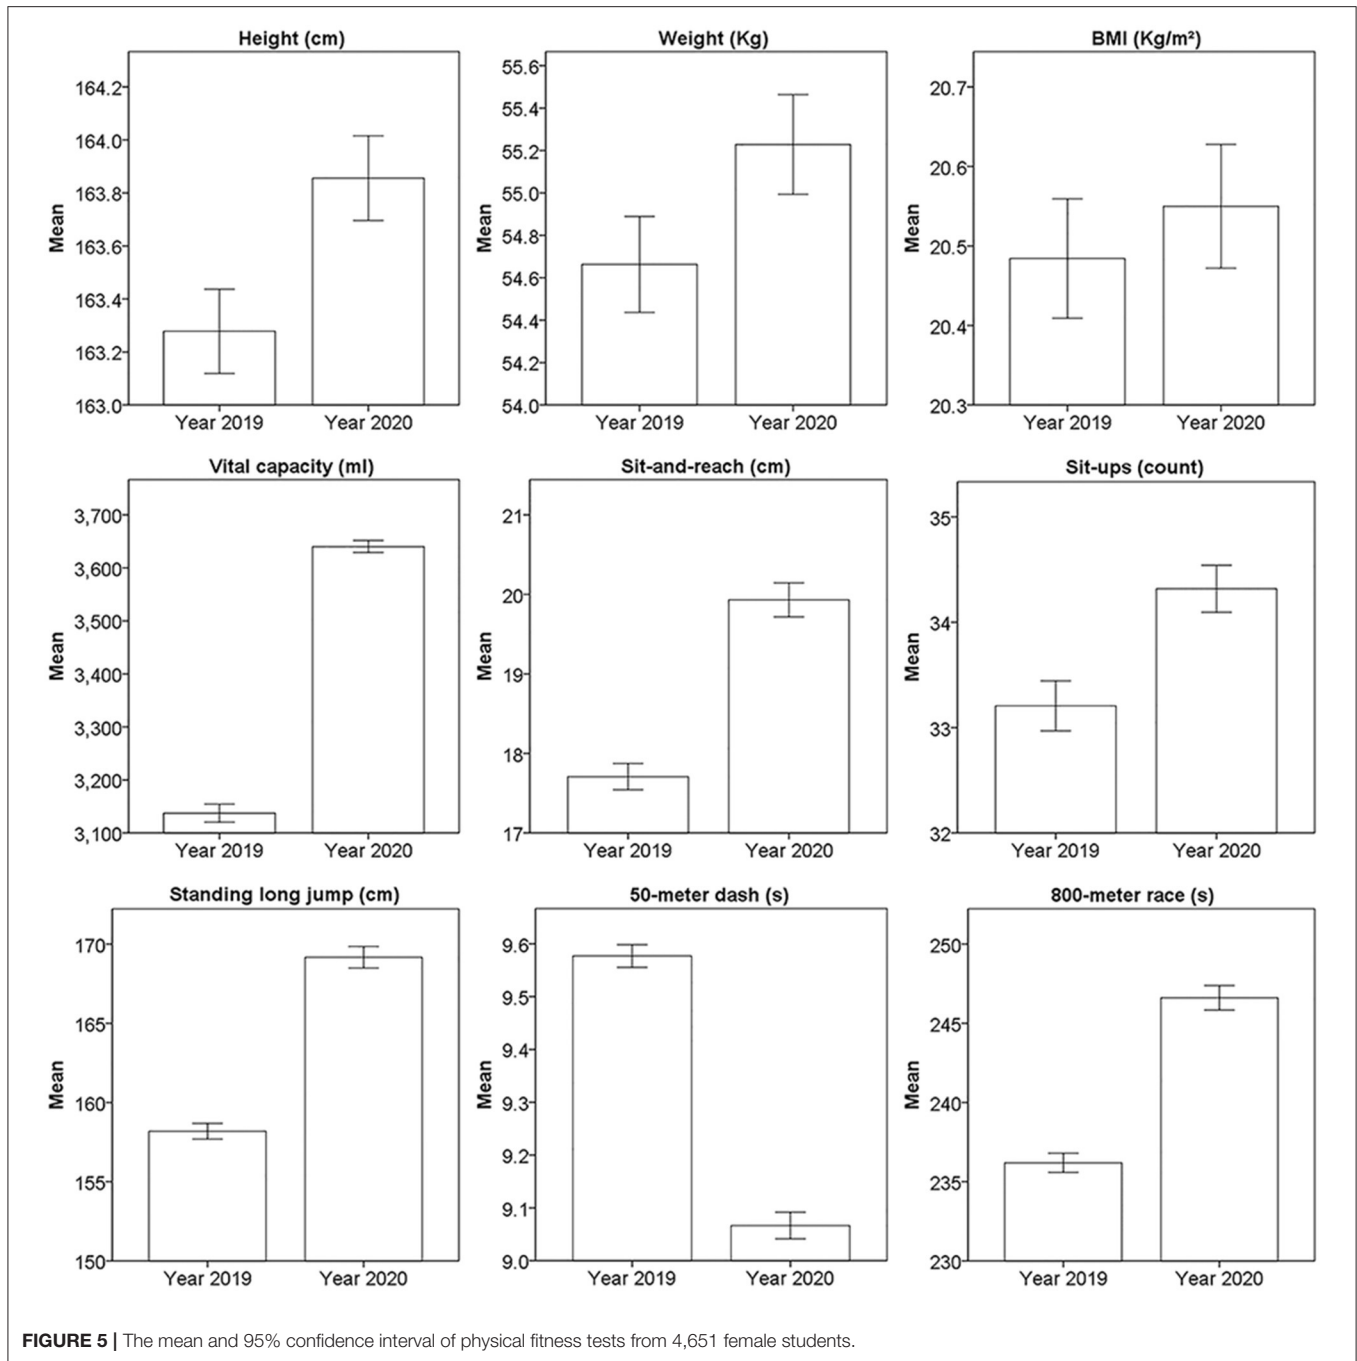 Height (cm)
Mean
164.2
164.0
163.8
163.6
163.4
163.2
163.0
Year 2019 Year 2020
Weight (Kg)
Mean
55.6
55.4
55.2
55.0
54.8
54.6
54.4
54.2
54.0
Year 2019 Year 2020
BMI (Kg/m²)
Mean
20.7
20.6
20.5
20.4
20.3
Year 2019 Year 2020
Vital capacity (ml)
Mean
3,700
3,600
3,500
3,400
3,300
3,200
3,100
Year 2019 Year 2020
Sit-and-reach (cm)
Mean
21
20
19
18
17
Year 2019 Year 2020
Sit-ups (count)
Mean
35
34
33
32
Year 2019 Year 2020
Standing long jump (cm)
Mean
170
165
160
155
150
Year 2019 Year 2020
50-meter dash (s)
Mean
9.6
9.5
9.4
9.3
9.2
9.1
9.0
Year 2019 Year 2020
800-meter race (s)
Mean
250
245
240
235
230
Year 2019 Year 2020
FIGURE 5 | The mean and 95% confidence interval of physical fitness tests from 4,651 female students.